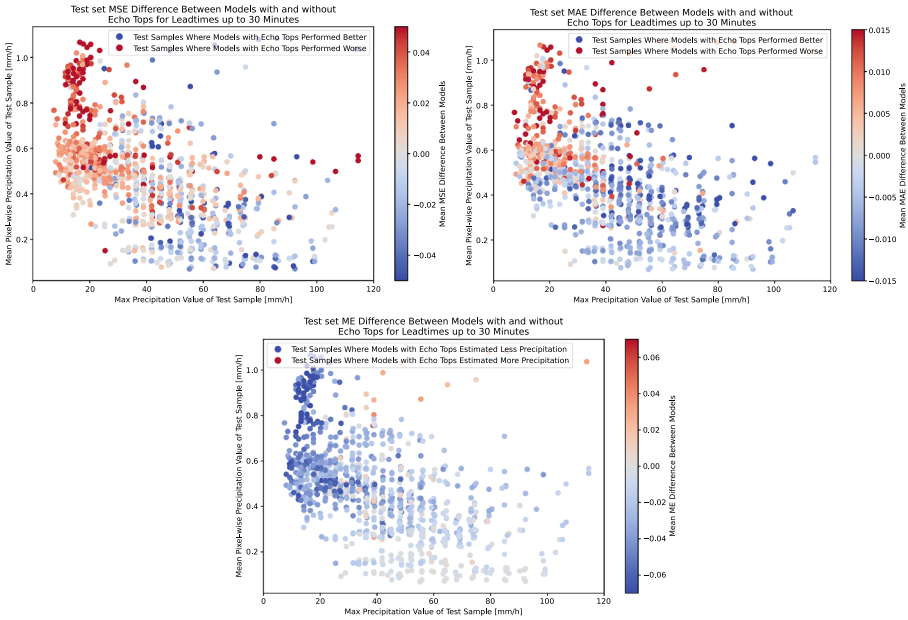 Test set MSE Difference Between Models with and without
Echo Tops for Leadtimes up to 30 Minutes
Test Samples Where Models with Echo Tops Performed Better
Test Samples Where Models with Echo Tops Performed Worse
Mean Pixel-wise Precipitation Value of Test Sample [mm/h]
1.0
0.8
0.6
0.4
0.2
0
20
40
60
80
100
120
Max Precipitation Value of Test Sample [mm/h]
0.04
0.02
0.00
−0.02
−0.04
Mean MSE Difference Between Models
Test set MAE Difference Between Models with and without
Echo Tops for Leadtimes up to 30 Minutes
Test Samples Where Models with Echo Tops Performed Better
Test Samples Where Models with Echo Tops Performed Worse
Mean Pixel-wise Precipitation Value of Test Sample [mm/h]
1.0
0.8
0.6
0.4
0.2
0
20
40
60
80
100
120
Max Precipitation Value of Test Sample [mm/h]
0.015
0.010
0.005
0.000
−0.005
−0.010
−0.015
Mean MAE Difference Between Models
Test set ME Difference Between Models with and without
Echo Tops for Leadtimes up to 30 Minutes
Test Samples Where Models with Echo Tops Estimated Less Precipitation
Test Samples Where Models with Echo Tops Estimated More Precipitation
Mean Pixel-wise Precipitation Value of Test Sample [mm/h]
1.0
0.8
0.6
0.4
0.2
0
20
40
60
80
100
120
Max Precipitation Value of Test Sample [mm/h]
0.06
0.04
0.02
0.00
−0.02
−0.04
−0.06
Mean ME Difference Between Models